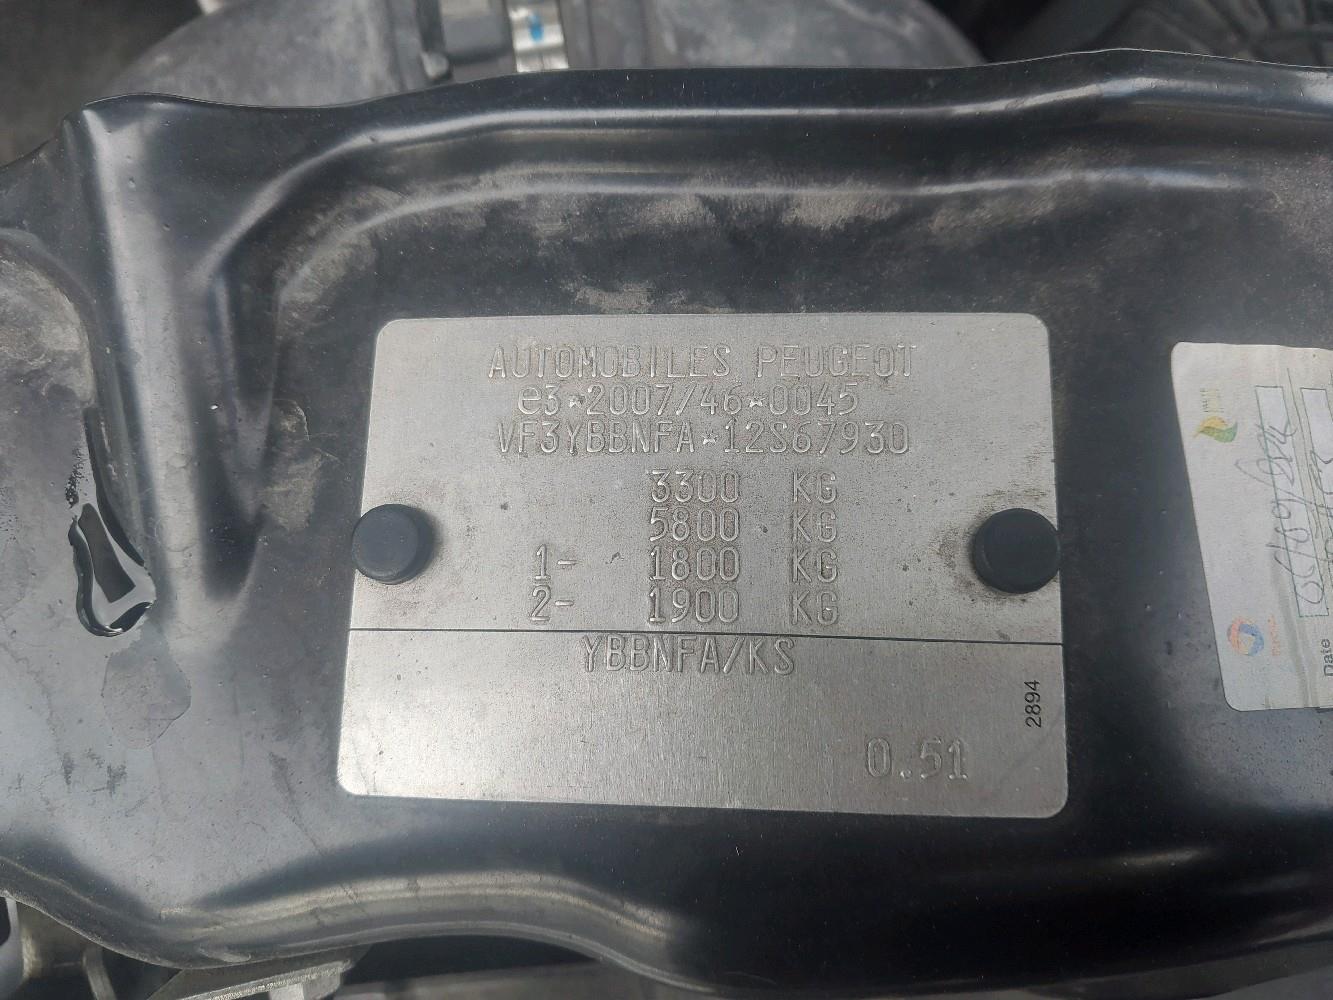 AUTOMOBILES PEUGEOT
e3*2007/46*0045
VF3YBBNFA*12S67930
3300 KG
5800 KG
1- 1800 KG
2- 1900 KG
YBBNFA/KS
0.51
2894
Date